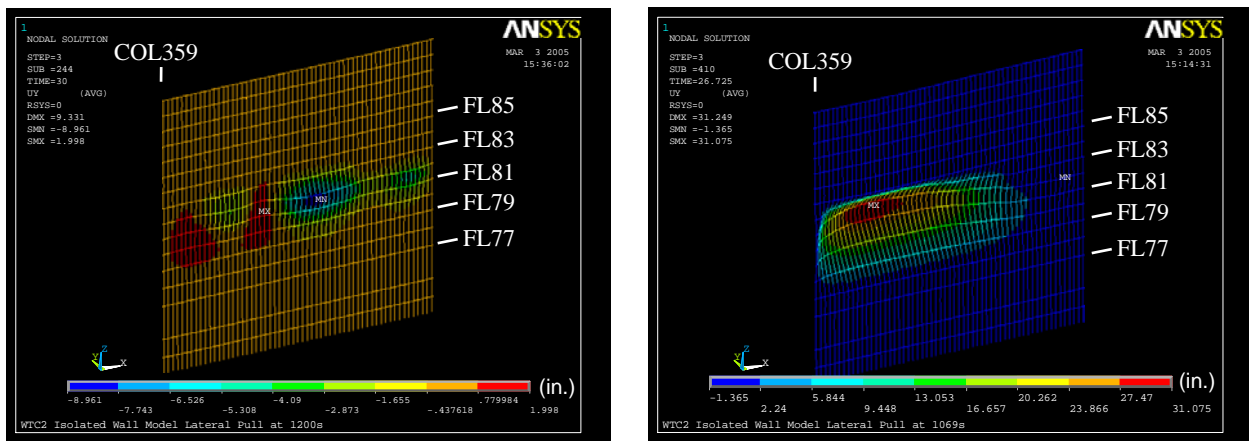 1
ANSYS
NODAL SOLUTION
MAR 3 2005
15:36:02
STEP=3
SUB =244
TIME=30
UY (AVG)
RSYS=0
DMX=9.331
SMN =-8.961
SMX =1.998
COL359
FL85
FL83
FL81
FL79
FL77
MX
MN
Z
Y
X
(in.)
-8.961 -6.526 -4.09 -1.655 .779984
-7.743 -5.308 -2.873 -.437618 1.998
WTC2 Isolated Wall Model Lateral Pull at 1200s
1
ANSYS
NODAL SOLUTION
MAR 3 2005
15:14:31
STEP=3
SUB =410
TIME=26.725
UY (AVG)
RSYS=0
DMX=31.249
SMN =-1.365
SMX =31.075
COL359
FL85
FL83
FL81
FL79
FL77
MN
MX
Z
Y
X
(in.)
-1.365 5.844 13.053 20.262 27.47
2.24 9.448 16.657 23.866 31.075
WTC2 Isolated Wall Model Lateral Pull at 1069s